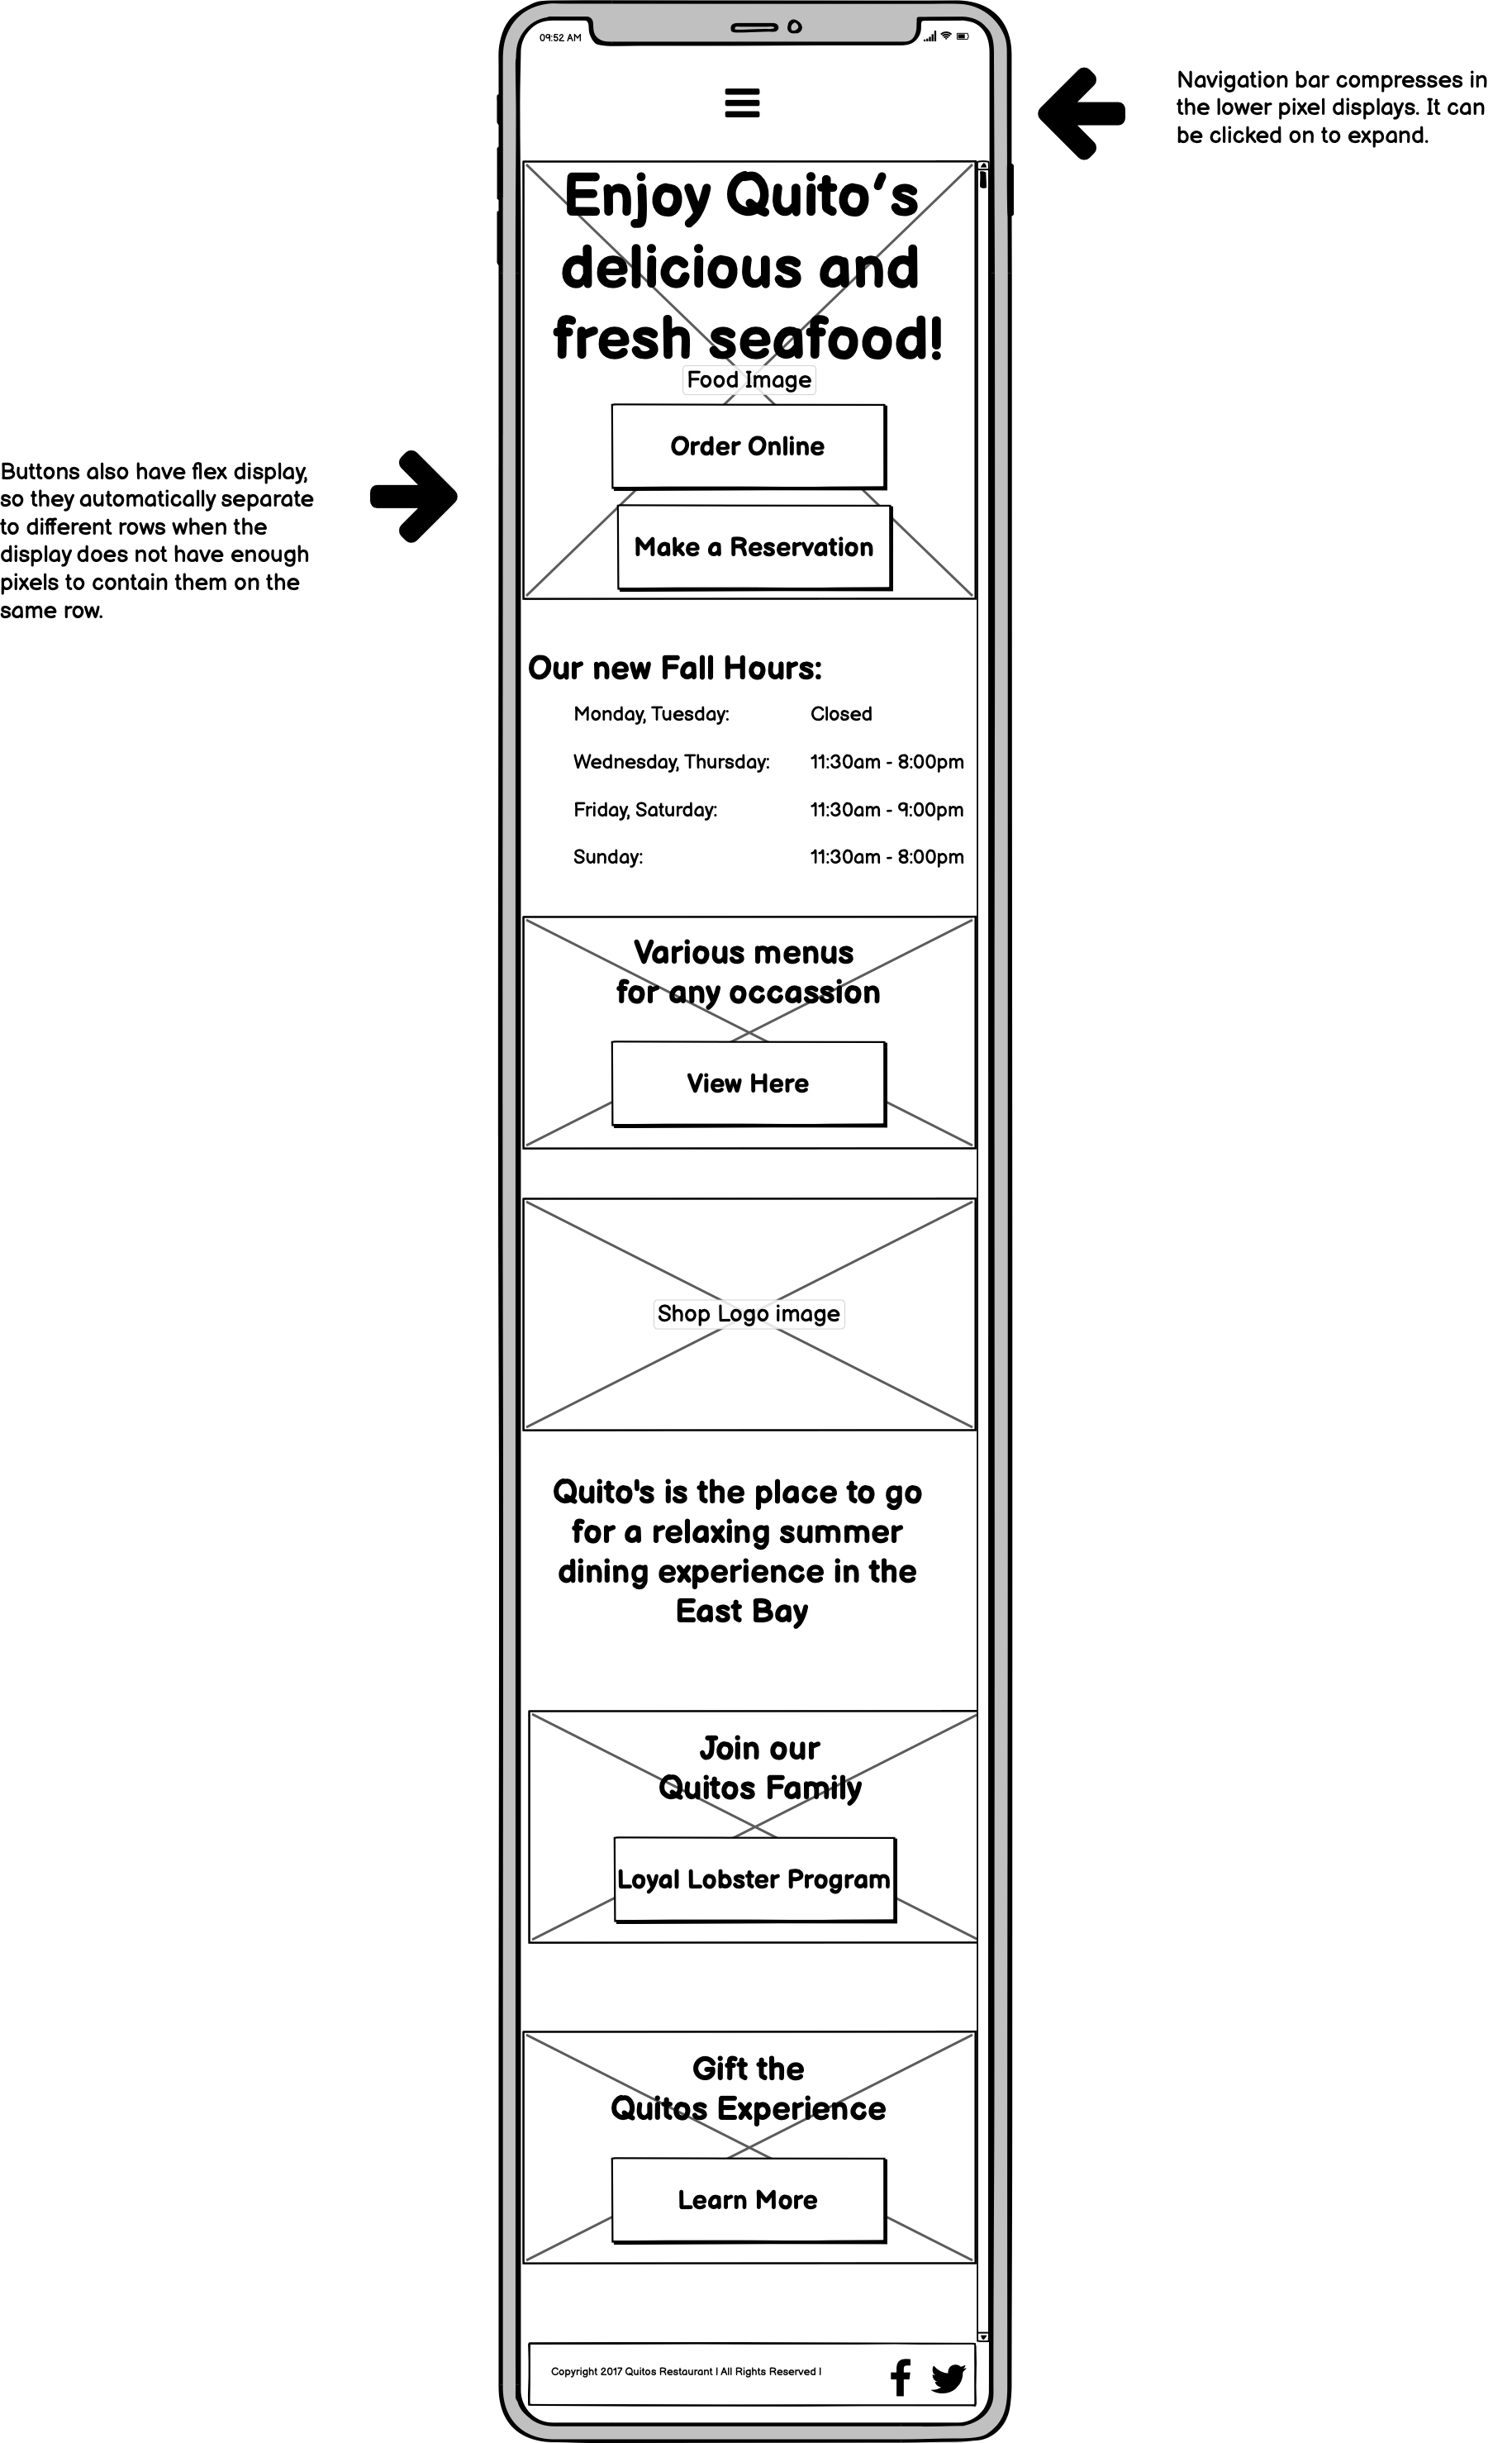 09:52 AM
Navigation bar compresses in
the lower pixel displays. It can
be clicked on to expand.
Enjoy Quito's
delicious and
fresh seafood!
Food Image
Order Online
Make a Reservation
Buttons also have flex display,
so they automatically separate
to different rows when the
display does not have enough
pixels to contain them on the
same row.
Our new Fall Hours:
Monday, Tuesday: Closed
Wednesday, Thursday: 11:30am - 8:00pm
Friday, Saturday: 11:30am - 9:00pm
Sunday: 11:30am - 8:00pm
Various menus
for any occassion
View Here
Shop Logo image
Quito's is the place to go
for a relaxing summer
dining experience in the
East Bay
Join our
Quitos Family
Loyal Lobster Program
Gift the
Quitos Experience
Learn More
Copyright 2017 Quitos Restaurant | All Rights Reserved |